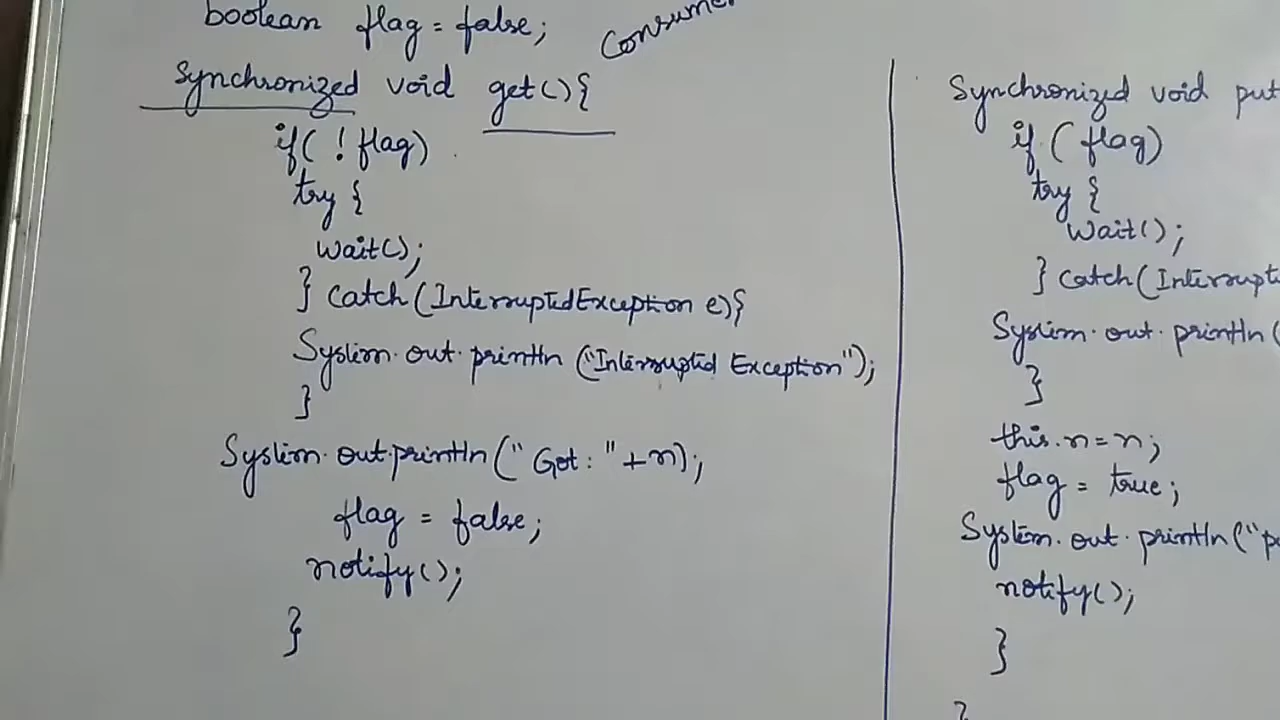 boolean flag = false;
Consumer
Synchronized void get(){
if( ! flag)
try {
wait();
} catch (InterruptedException e){
System.out.println ("Interrupted Exception");
}
System.out.println (" Got : " + n);
flag = false;
notify();
}
Synchronized void put
if ( flag)
try {
wait();
} catch (Interrupte
System.out.println (
}
this.n = n;
flag = true;
System.out.println ("p
notify();
}
}